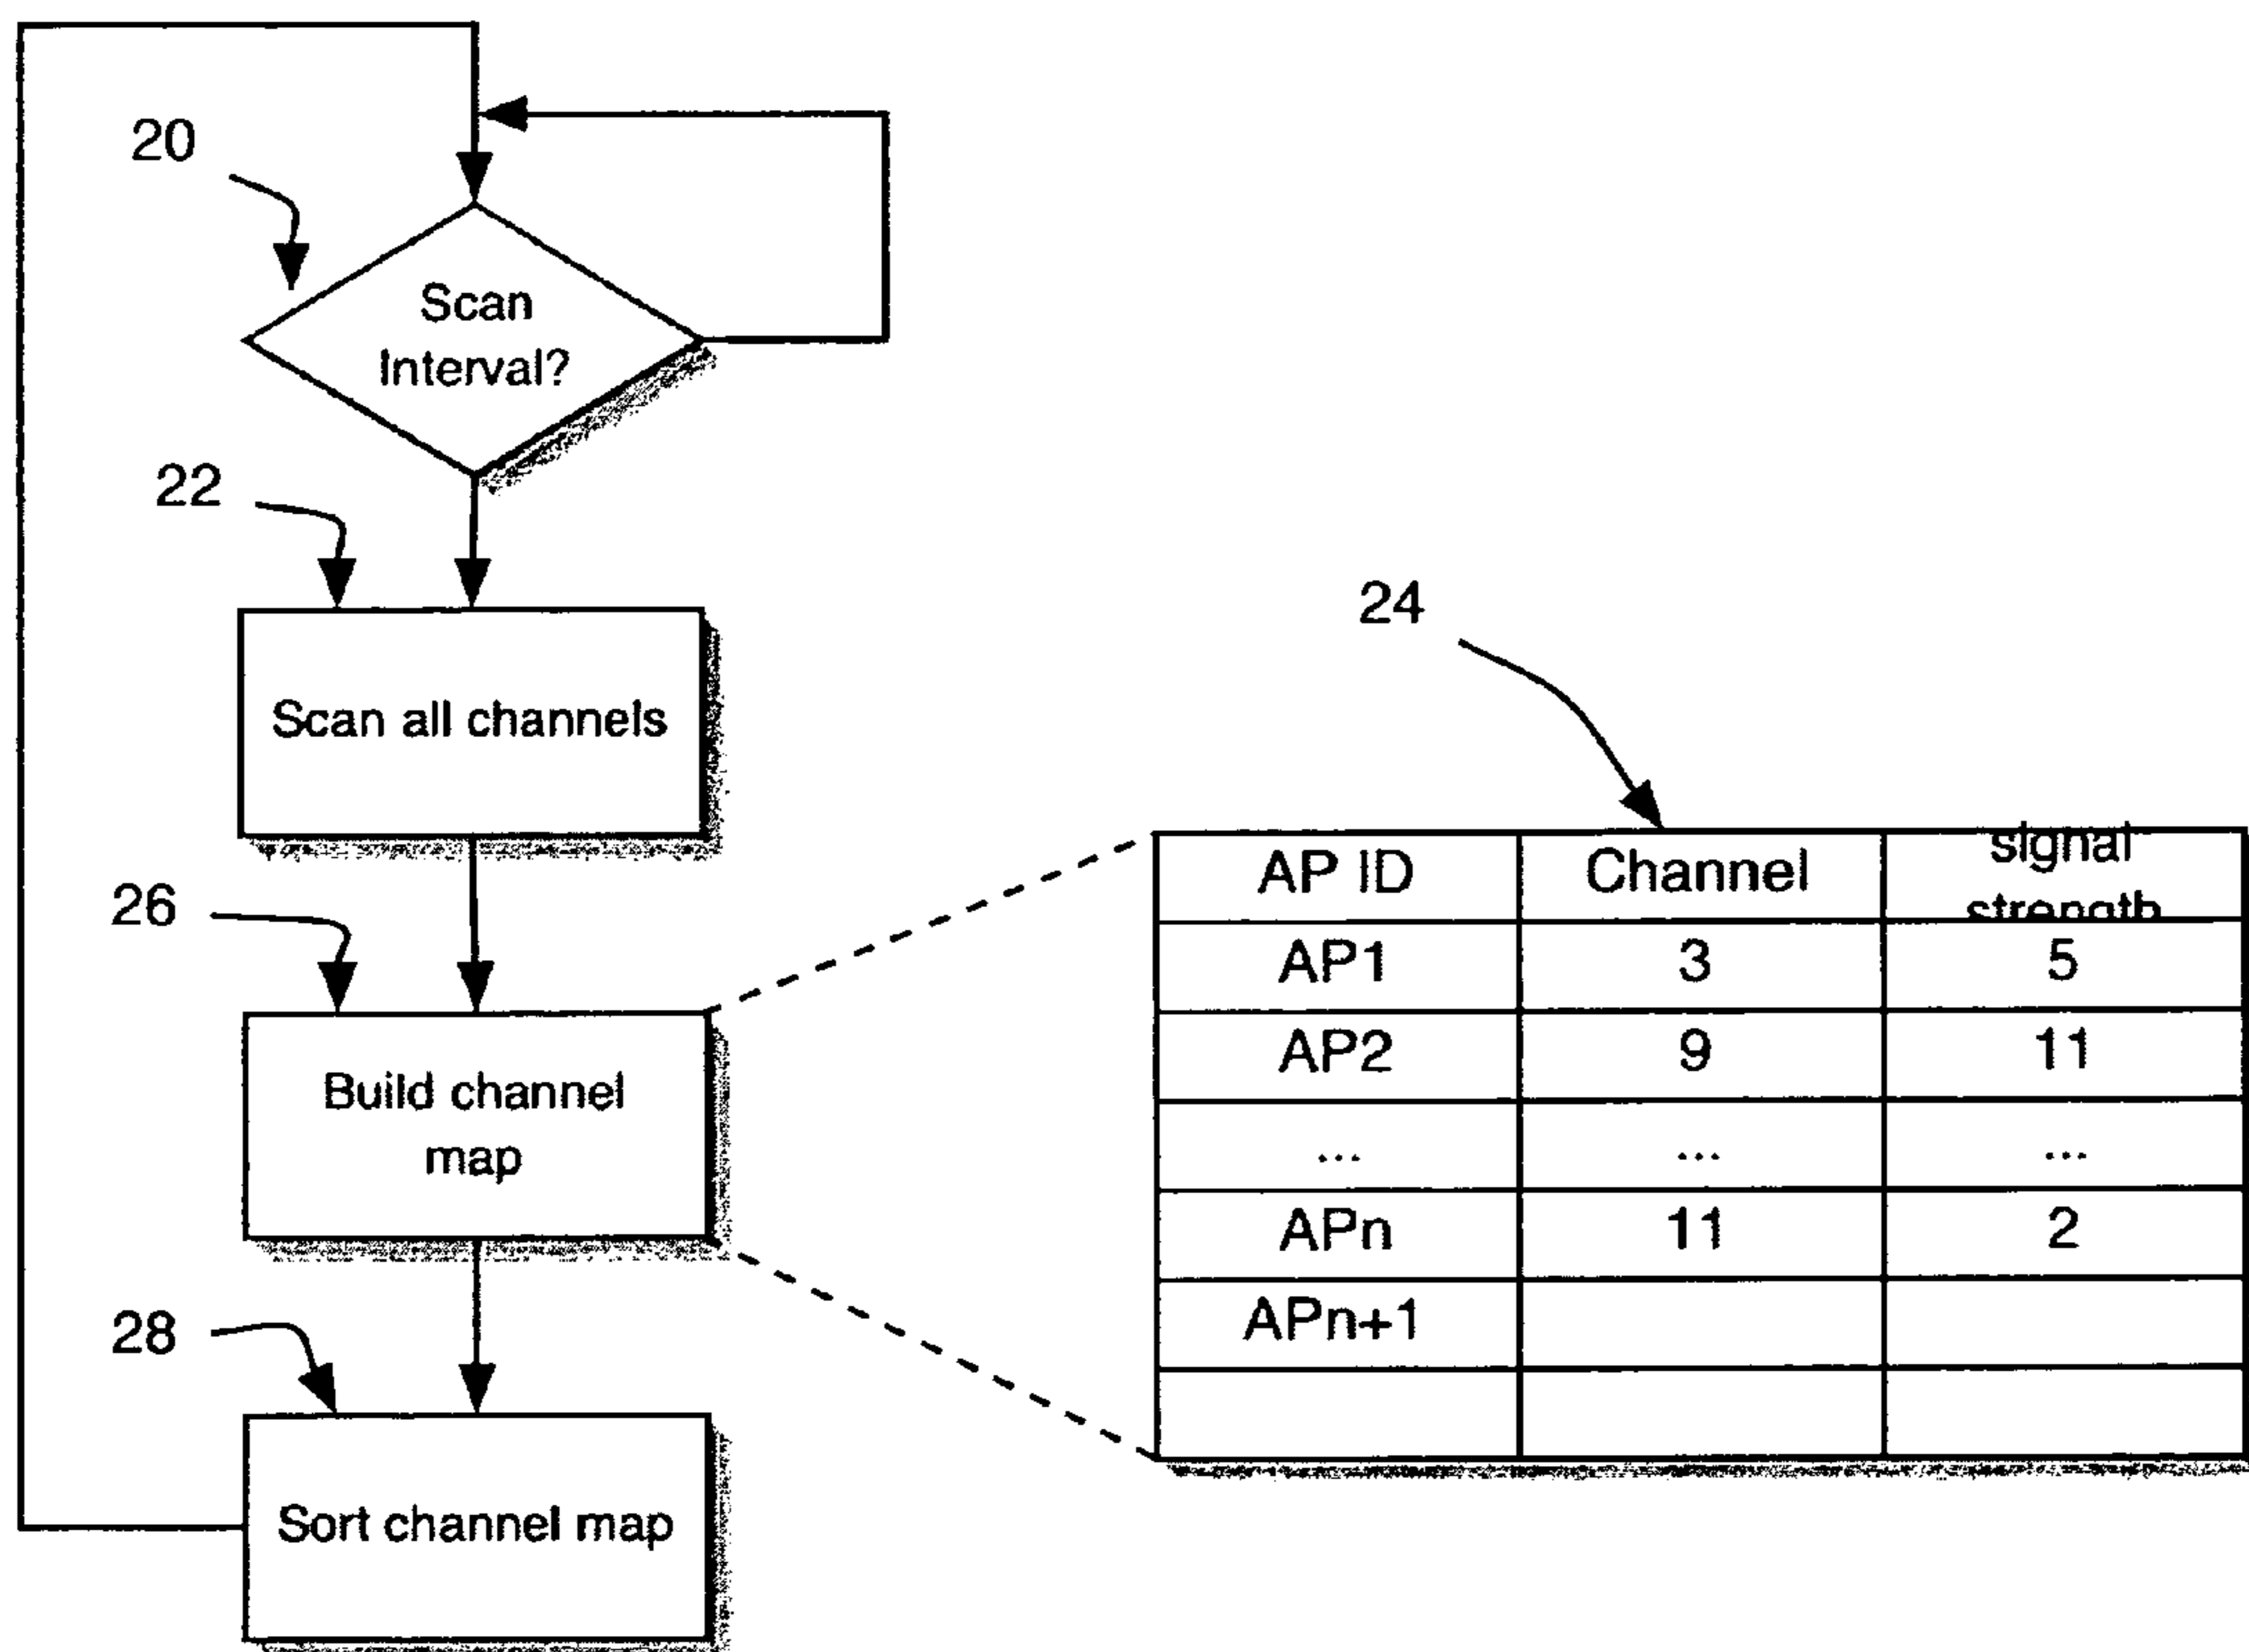 20
Scan
Interval?
22
Scan all channels
24
26
Build channel
map
28
Sort channel map
AP ID Channel signal
strength
AP1 3 5
AP2 9 11
... ... ...
APn 11 2
APn+1